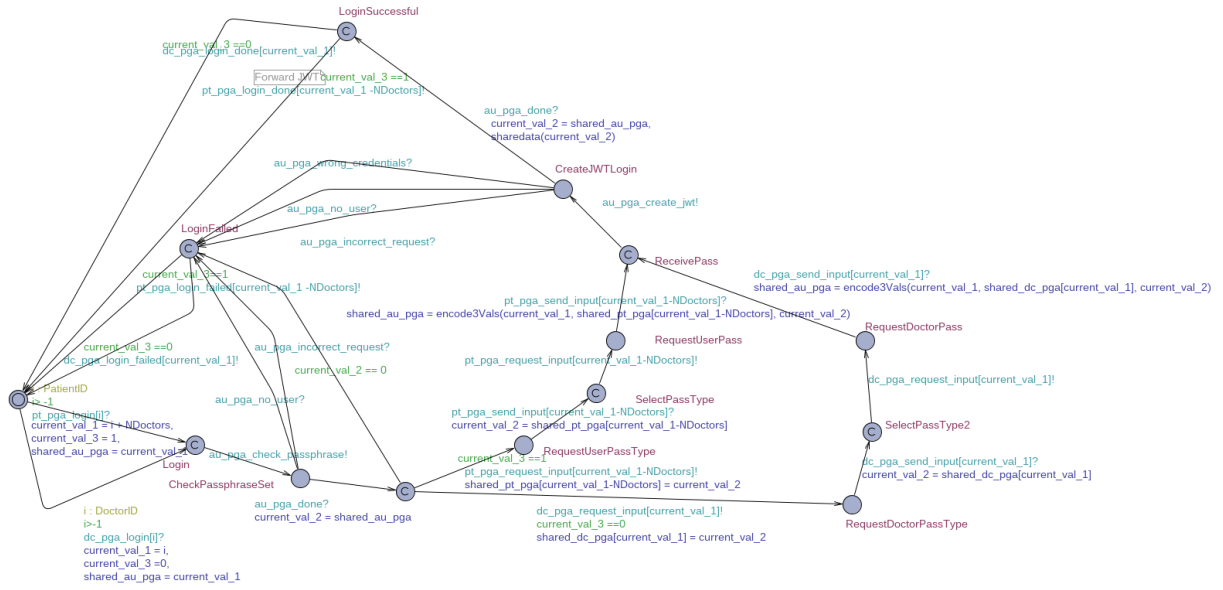 LoginSuccessful
C
current_val_3 ==0
dc_pga_login_done[current_val_1]!
Forward JWT
current_val_3 ==1
pt_pga_login_done[current_val_1 -NDoctors]!
au_pga_done?
current_val_2 = shared_au_pga,
sharedata(current_val_2)
au_pga_wrong_credentials?
CreateJWTLogin
au_pga_create_jwt!
au_pga_no_user?
LoginFailed
C
au_pga_incorrect_request?
C
ReceivePass
current_val_3==1
pt_pga_login_failed[current_val_1 -NDoctors]!
dc_pga_send_input[current_val_1]?
shared_au_pga = encode3Vals(current_val_1, shared_dc_pga[current_val_1], current_val_2)
pt_pga_send_input[current_val_1-NDoctors]?
shared_au_pga = encode3Vals(current_val_1, shared_pt_pga[current_val_1-NDoctors], current_val_2)
RequestDoctorPass
RequestUserPass
current_val_3 ==0
dc_pga_login_failed[current_val_1]!
au_pga_incorrect_request?
current_val_2 == 0
pt_pga_request_input[current_val_1-NDoctors]!
dc_pga_request_input[current_val_1]!
PatientID
i> -1
pt_pga_login[i]?
current_val_1 = i + NDoctors,
current_val_3 = 1,
shared_au_pga = current_val_1
au_pga_no_user?
C
SelectPassType
pt_pga_send_input[current_val_1-NDoctors]?
current_val_2 = shared_pt_pga[current_val_1-NDoctors]
C
SelectPassType2
C
Login
au_pga_check_passphrase!
RequestUserPassType
current_val_3 ==1
pt_pga_request_input[current_val_1-NDoctors]!
shared_pt_pga[current_val_1-NDoctors] = current_val_2
dc_pga_send_input[current_val_1]?
current_val_2 = shared_dc_pga[current_val_1]
CheckPassphraseSet
C
au_pga_done?
current_val_2 = shared_au_pga
dc_pga_request_input[current_val_1]!
current_val_3 ==0
shared_dc_pga[current_val_1] = current_val_2
RequestDoctorPassType
i : DoctorID
i>-1
dc_pga_login[i]?
current_val_1 = i,
current_val_3 =0,
shared_au_pga = current_val_1